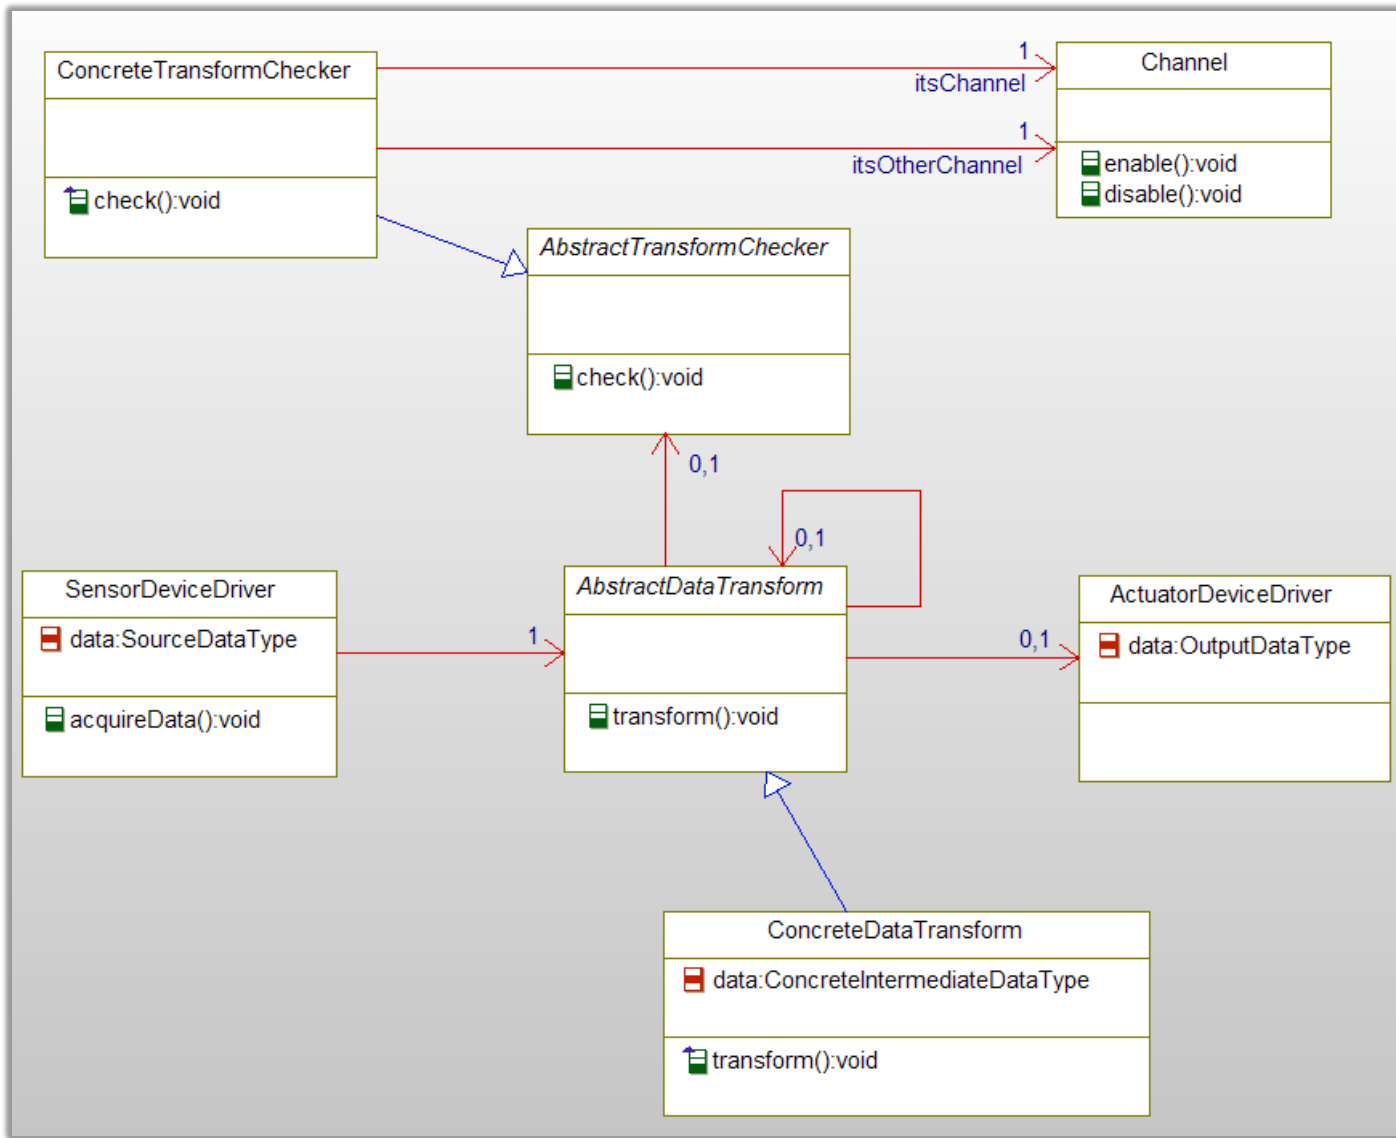 ConcreteTransformChecker
check():void
1
itsChannel
1
itsOtherChannel
Channel
enable():void
disable():void
AbstractTransformChecker
check():void
0,1
0,1
SensorDeviceDriver
data:SourceDataType
acquireData():void
1
AbstractDataTransform
transform():void
0,1
ActuatorDeviceDriver
data:OutputDataType
ConcreteDataTransform
data:ConcreteIntermediateDataType
transform():void